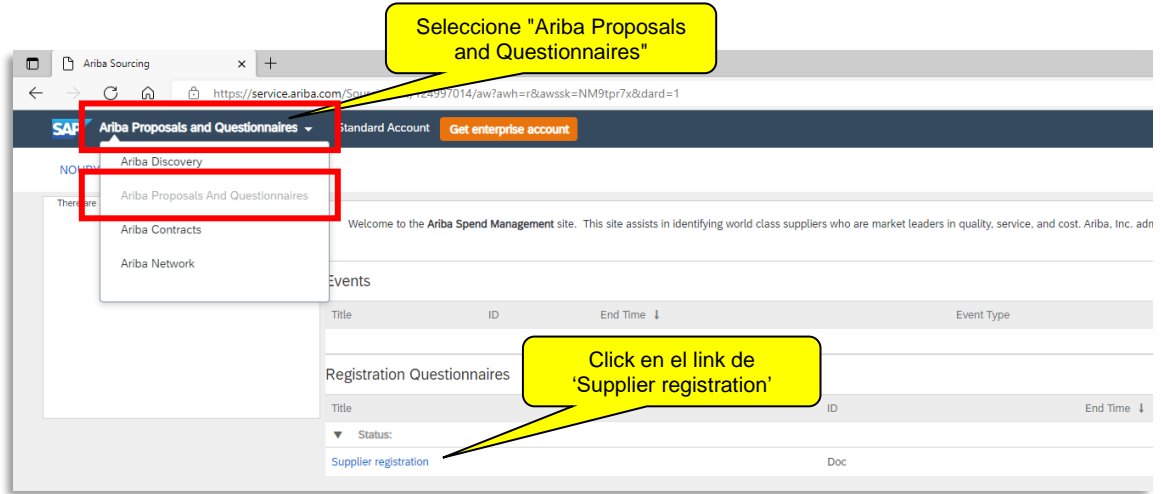 Seleccione "Ariba Proposals
and Questionnaires"
Ariba Sourcing
https://service.ariba.com/Sour 124997014/aw?awh=r&awssk=NM9tpr7x&dard=1
SAP Ariba Proposals and Questionnaires Standard Account Get enterprise account
Ariba Discovery
There are
Ariba Proposals And Questionnaires
Welcome to the Ariba Spend Management site. This site assists in identifying world class suppliers who are market leaders in quality, service, and cost. Ariba, Inc. adm
Ariba Contracts
Ariba Network
Events
Title ID End Time ↓ Event Type
Click en el link de
‘Supplier registration’
Registration Questionnaires
Title ID End Time ↓
▼ Status:
Supplier registration Doc